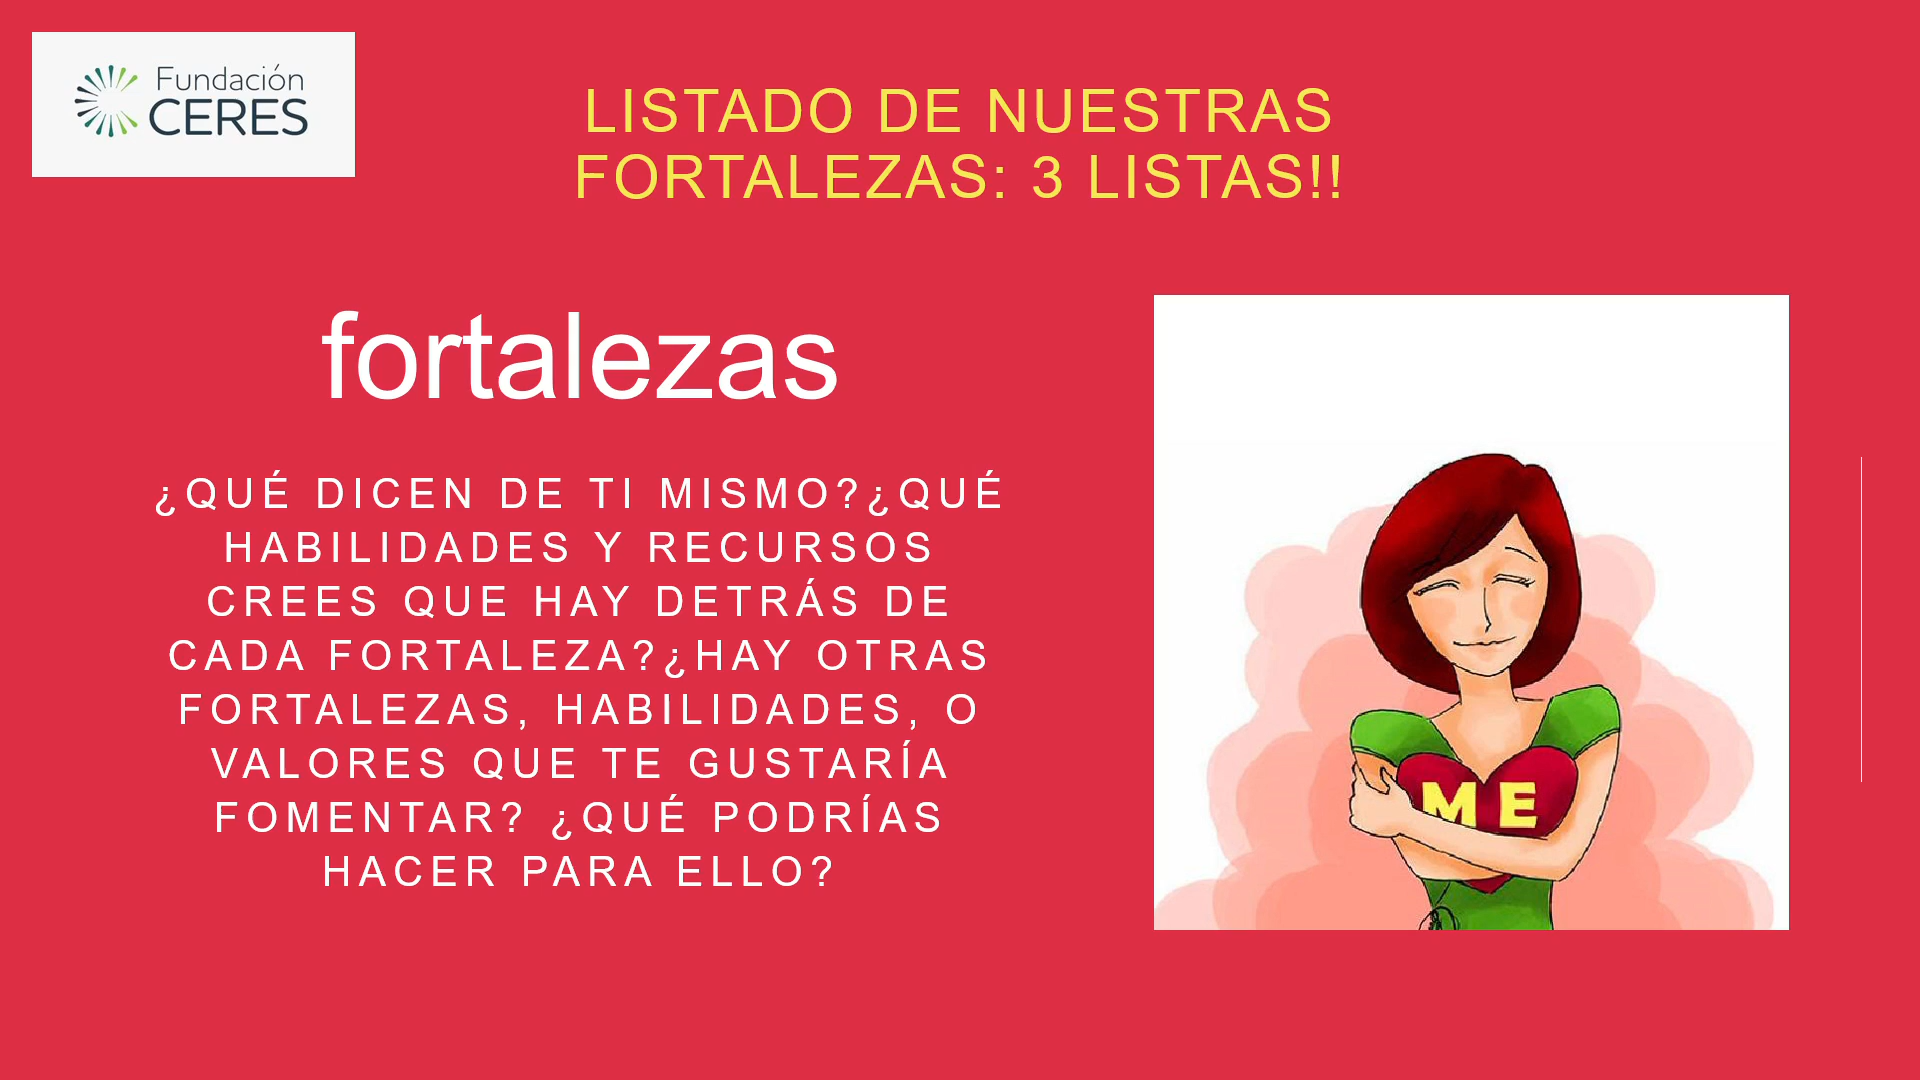 Fundación
CERES
LISTADO DE NUESTRAS
FORTALEZAS: 3 LISTAS!!
fortalezas
¿QUÉ DICEN DE TI MISMO?¿QUÉ
HABILIDADES Y RECURSOS
CREES QUE HAY DETRÁS DE
CADA FORTALEZA?¿HAY OTRAS
FORTALEZAS, HABILIDADES, O
VALORES QUE TE GUSTARÍA
FOMENTAR? ¿QUÉ PODRÍAS
HACER PARA ELLO?
ME